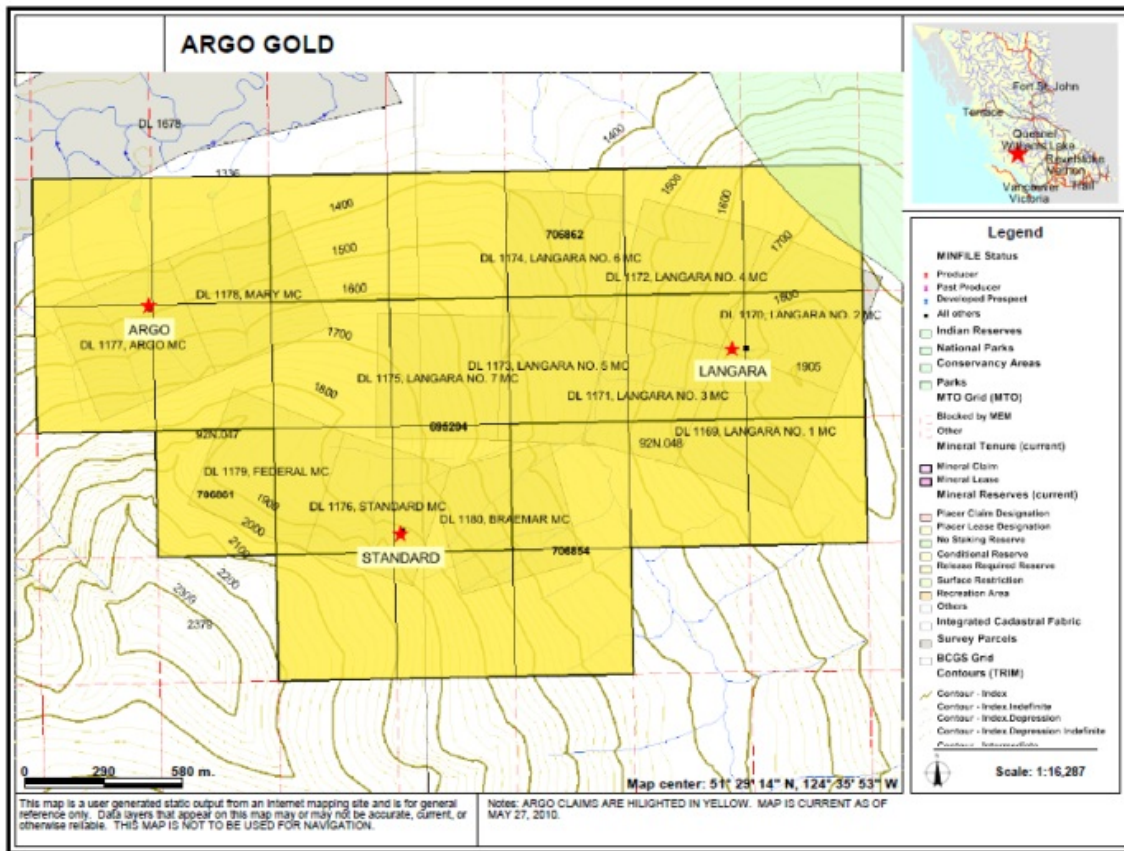 ARGO GOLD
DL 1678
1336
1400
1400
1500
1600
1500
1600
1700
706862
DL 1174, LANGARA NO. 6 MC
DL 1172, LANGARA NO. 4 MC
DL 1178, MARY MC
1600
1800
DL 1170, LANGARA NO. 2 MC
ARGO
DL 1177, ARGO MC
1700
DL 1173, LANGARA NO. 5 MC
LANGARA
1905
DL 1175, LANGARA NO. 7 MC
1800
DL 1171, LANGARA NO. 3 MC
92N.047
DL 1169, LANGARA NO. 1 MC
92N.048
DL 1179, FEDERAL MC
1900
DL 1176, STANDARD MC
2000
DL 1180, BRAEMAR MC
2100
STANDARD
706854
2200
2300
2379
0 290 580 m.
Map center: 51° 29' 14" N, 124° 35' 53" W
Fort St. John
Terrace
Quesnel
Williams Lake
Revelstoke
Vernon
Trail
Vancouver
Victoria
Legend
MINFILE Status
Producer
Past Producer
Developed Prospect
All others
Indian Reserves
National Parks
Conservancy Areas
Parks
MTO Grid (MTO)
Blocked by MEM
Other
Mineral Tenure (current)
Mineral Claim
Mineral Lease
Mineral Reserves (current)
Placer Claim Designation
Placer Lease Designation
No Staking Reserve
Conditional Reserve
Release Required Reserve
Surface Restriction
Recreation Area
Others
Integrated Cadastral Fabric
Survey Parcels
BCGS Grid
Contours (TRIM)
Contour - Index
Contour - Index.Indefinite
Contour - Index.Depression
Contour - Index.Depression Indefinite
Contour - Intermediate
Scale: 1:16,287
This map is a user generated static output from an Internet mapping site and is for general
reference only. Data layers that appear on this map may or may not be accurate, current, or
otherwise reliable. THIS MAP IS NOT TO BE USED FOR NAVIGATION.
Notes: ARGO CLAIMS ARE HILIGHTED IN YELLOW. MAP IS CURRENT AS OF
MAY 27, 2010.